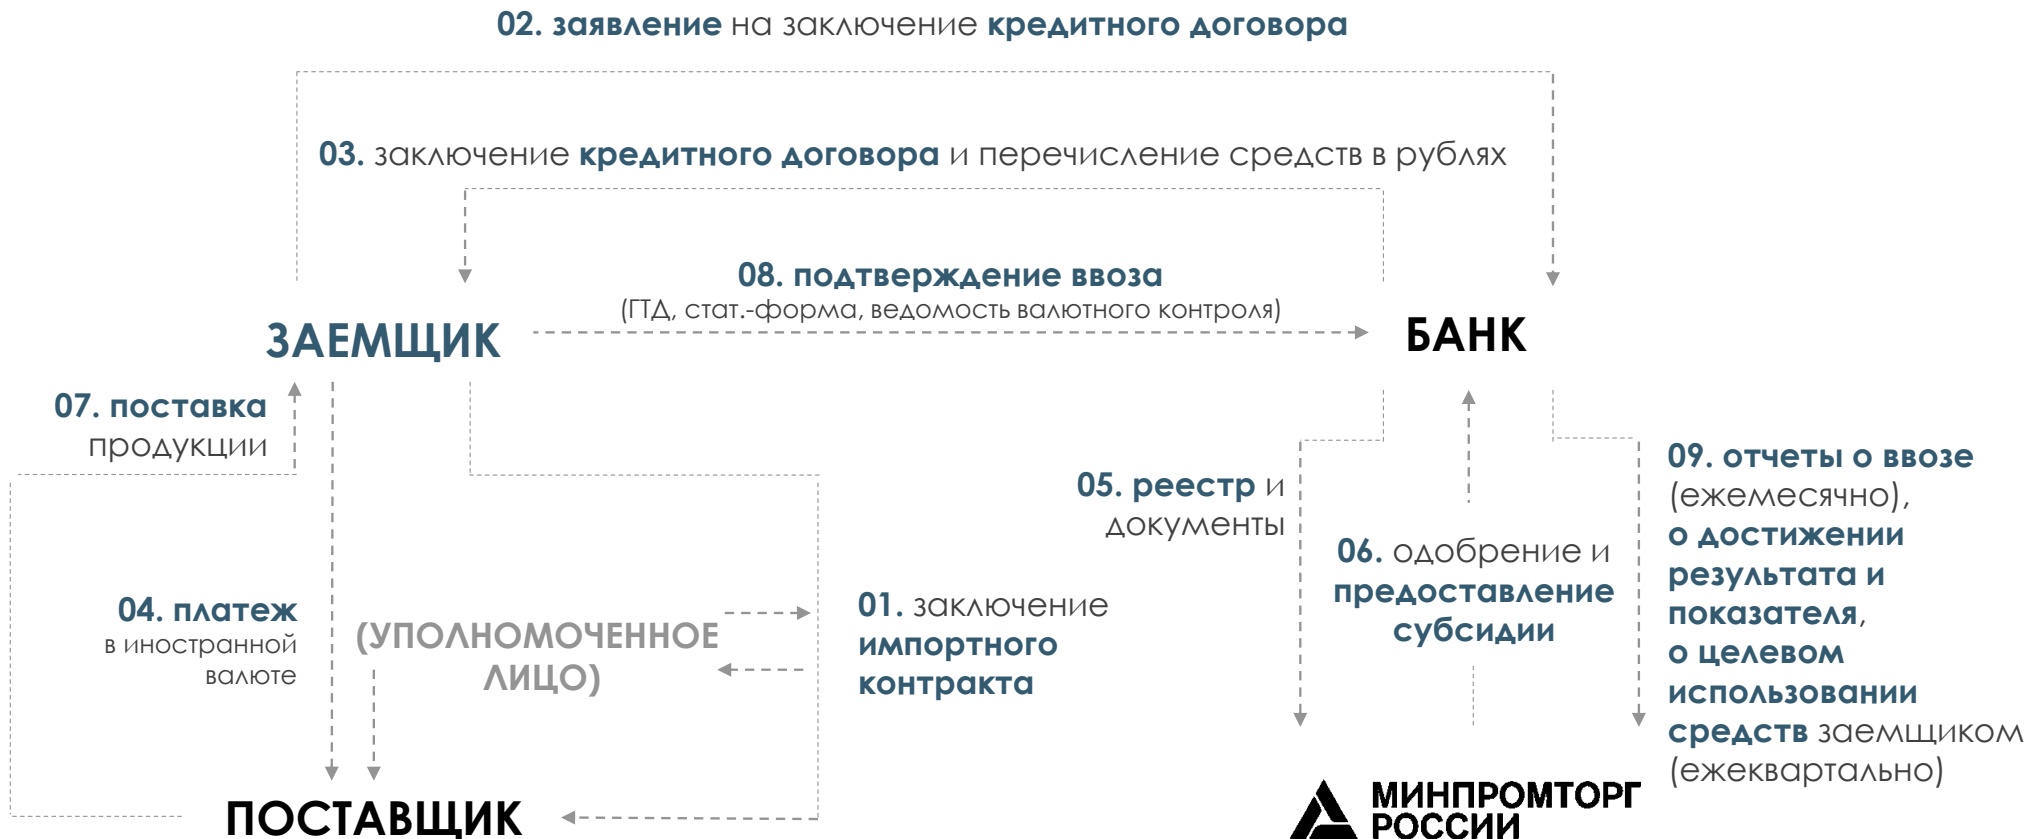 02. заявление на заключение кредитного договора
03. заключение кредитного договора и перечисление средств в рублях
08. подтверждение ввоза
(ГТД, стат.-форма, ведомость валютного контроля)
ЗАЕМЩИК
БАНК
07. поставка
продукции
05. реестр и
документы
06. одобрение и
предоставление
субсидии
09. отчеты о ввозе
(ежемесячно),
о достижении
результата и
показателя,
о целевом
использовании
средств заемщиком
(ежеквартально)
04. платеж
в иностранной
валюте
(УПОЛНОМОЧЕННОЕ
ЛИЦО)
01. заключение
импортного
контракта
ПОСТАВЩИК
МИНПРОМТОРГ
РОССИИ